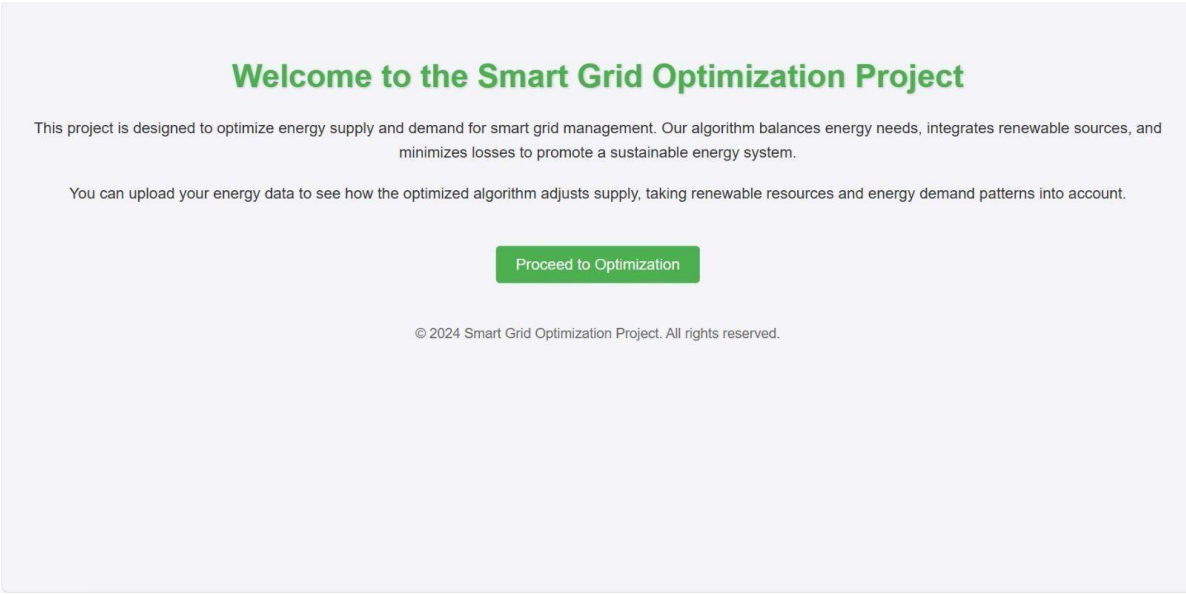 Welcome to the Smart Grid Optimization Project
This project is designed to optimize energy supply and demand for smart grid management. Our algorithm balances energy needs, integrates renewable sources, and
minimizes losses to promote a sustainable energy system.
You can upload your energy data to see how the optimized algorithm adjusts supply, taking renewable resources and energy demand patterns into account.
Proceed to Optimization
© 2024 Smart Grid Optimization Project. All rights reserved.